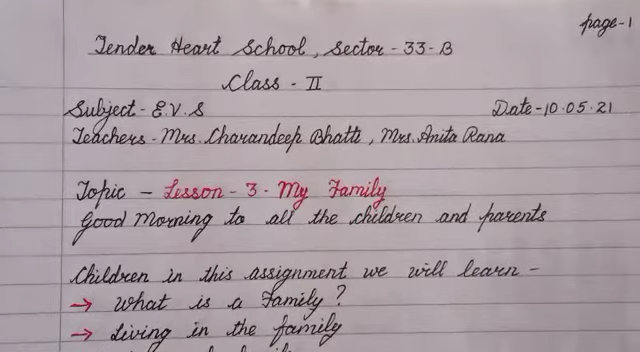 page-1
Tender Heart School, Sector - 33-B
Class - II
Subject - E.V.S Date-10.05.21
Teachers - Mrs. Charandeep Bhatti, Mrs. Anita Rana
Topic - Lesson - 3 - My Family
Good Morning to all the children and parents
Children in this assignment we will learn -
→ What is a Family?
→ Living in the family